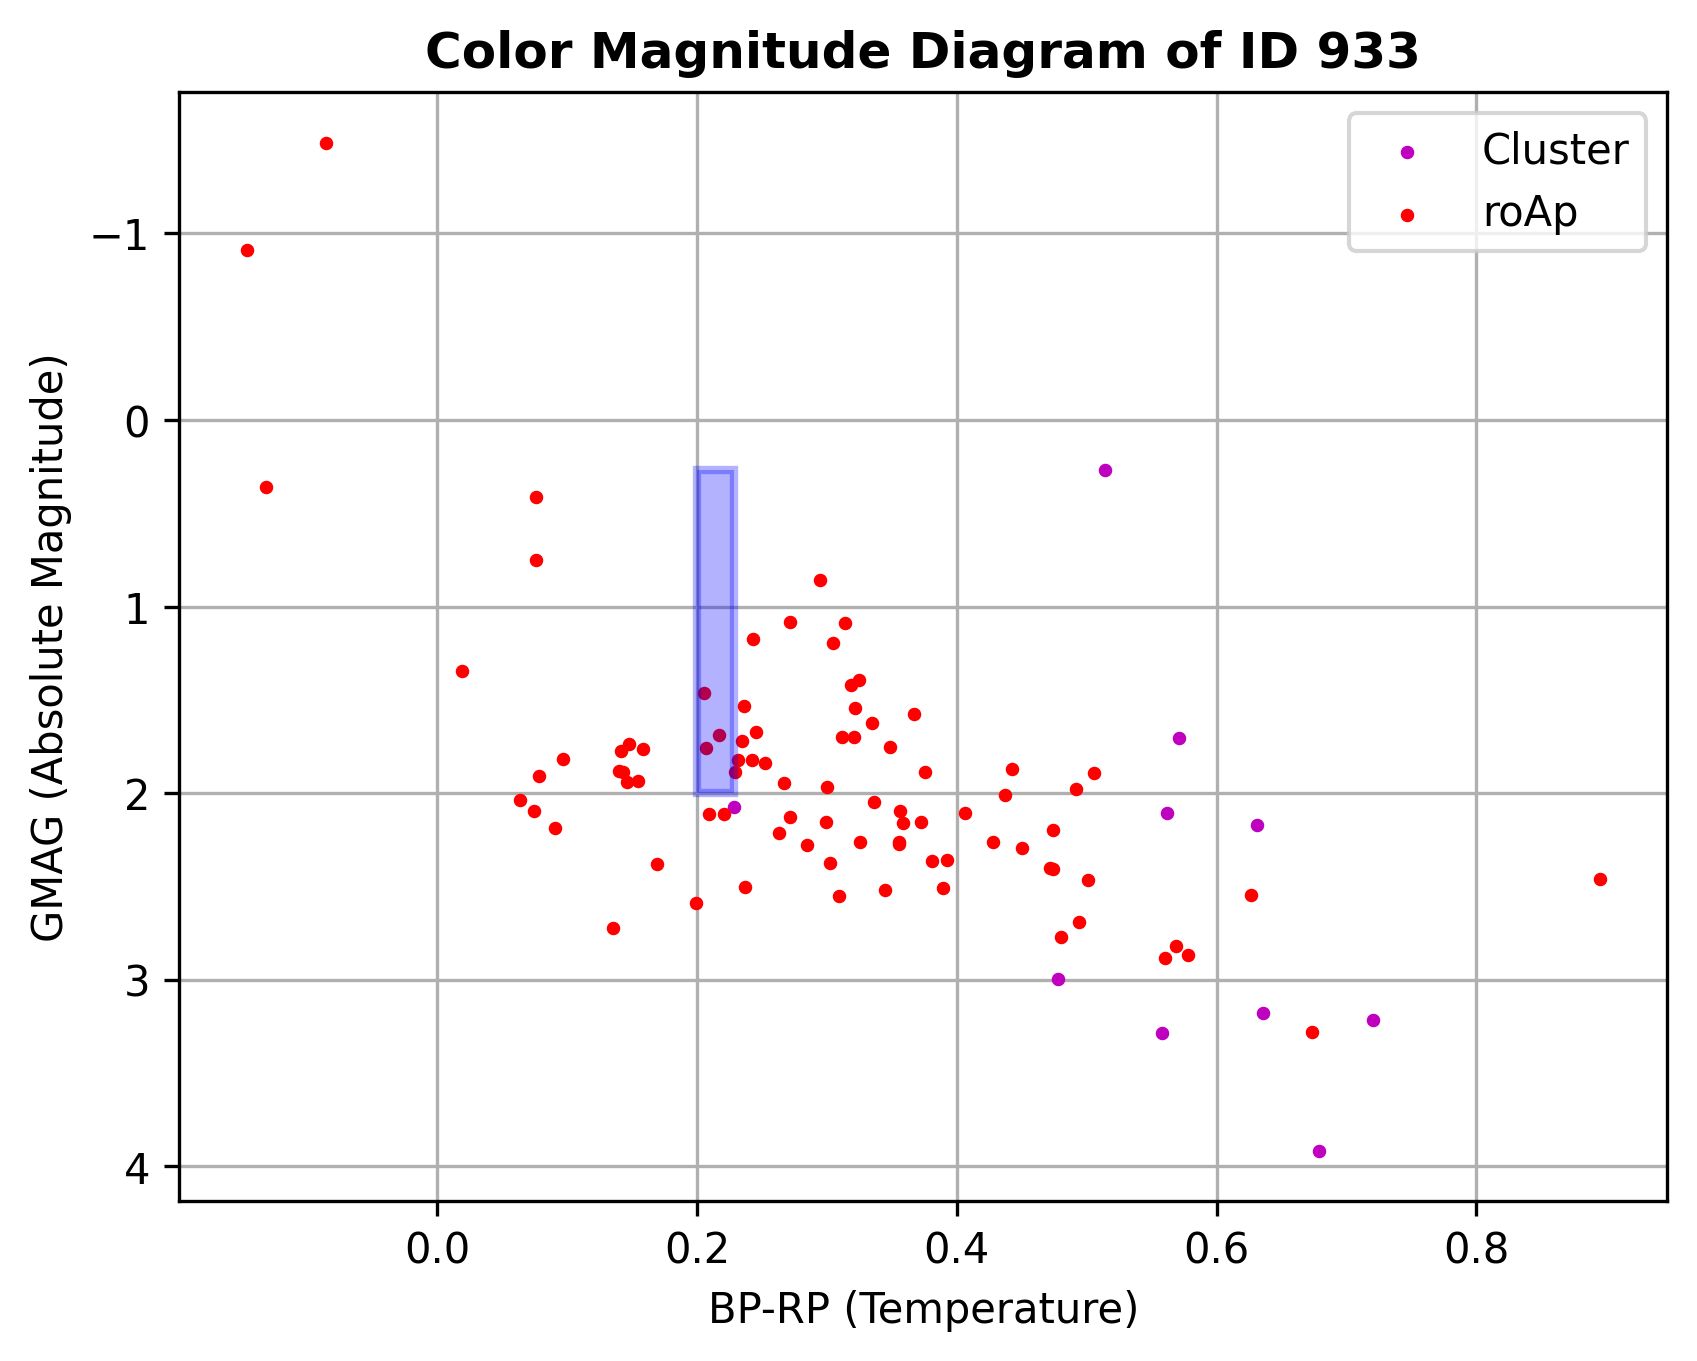 Color Magnitude Diagram of ID 933
Cluster
roAp
GMAG (Absolute Magnitude)
−1
0
1
2
3
4
0.0 0.2 0.4 0.6 0.8
BP-RP (Temperature)